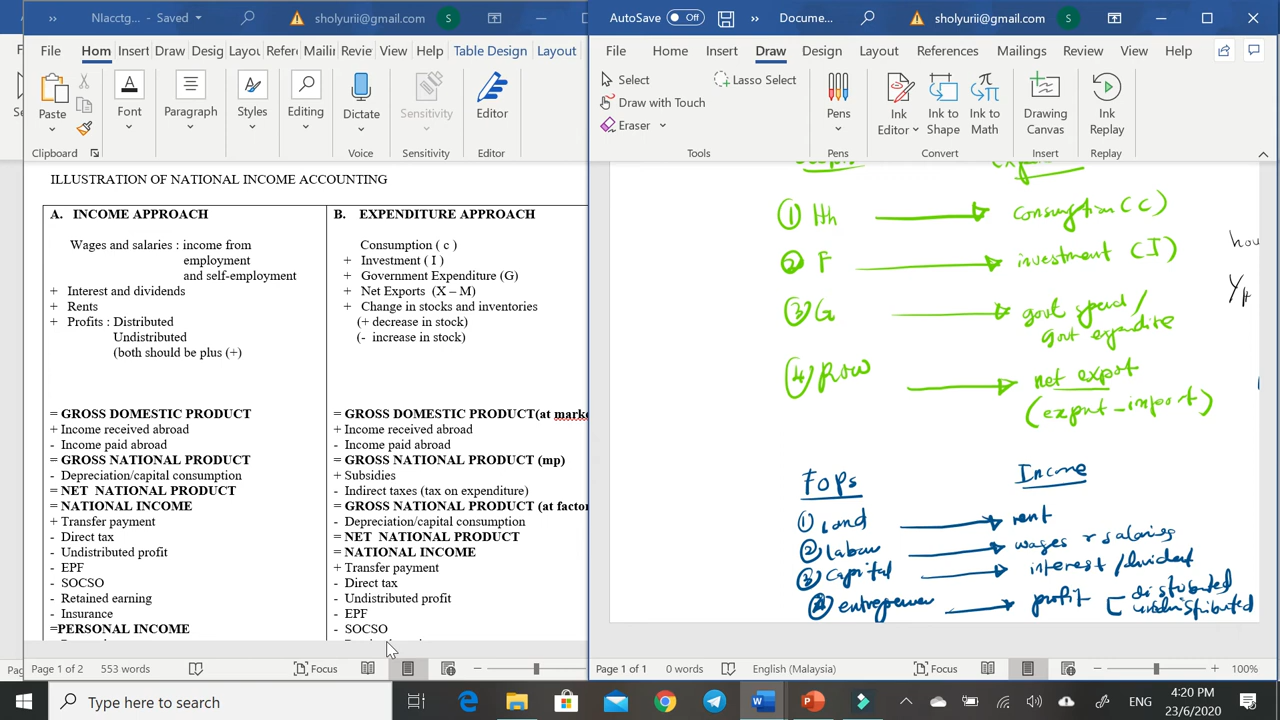 Nlacctg... - Saved
sholyurii@gmail.com
S
File Hom Insert Draw Desig Layou Refer Mailin Revie View Help Table Design Layout
Paste
Font
Paragraph
Styles
Editing
Dictate
Sensitivity
Editor
Clipboard
Voice
Sensitivity
Editor
ILLUSTRATION OF NATIONAL INCOME ACCOUNTING
A. INCOME APPROACH
Wages and salaries : income from
employment
and self-employment
+ Interest and dividends
+ Rents
+ Profits : Distributed
Undistributed
(both should be plus (+)
= GROSS DOMESTIC PRODUCT
+ Income received abroad
- Income paid abroad
= GROSS NATIONAL PRODUCT
- Depreciation/capital consumption
= NET NATIONAL PRODUCT
= NATIONAL INCOME
+ Transfer payment
- Direct tax
- Undistributed profit
- EPF
- SOCSO
- Retained earning
- Insurance
=PERSONAL INCOME
B. EXPENDITURE APPROACH
Consumption ( c )
+ Investment ( I )
+ Government Expenditure (G)
+ Net Exports (X – M)
+ Change in stocks and inventories
(+ decrease in stock)
(- increase in stock)
= GROSS DOMESTIC PRODUCT(at marke
+ Income received abroad
- Income paid abroad
= GROSS NATIONAL PRODUCT (mp)
+ Subsidies
- Indirect taxes (tax on expenditure)
= GROSS NATIONAL PRODUCT (at factor
- Depreciation/capital consumption
= NET NATIONAL PRODUCT
= NATIONAL INCOME
+ Transfer payment
- Direct tax
- Undistributed profit
- EPF
- SOCSO
Page 1 of 2 553 words Focus
AutoSave Off Docume...
sholyurii@gmail.com
S
File Home Insert Draw Design Layout References Mailings Review View Help
Select
Lasso Select
Draw with Touch
Eraser
Pens
Ink Editor
Ink to Shape
Ink to Math
Drawing Canvas
Ink Replay
Tools
Pens
Convert
Insert
Replay
① Hh → consumption (C)
② F → investment (I)
③ G → govt spend/
govt expenditure
④ ROW → net export
(export - import)
hou
YH
FOPs Income
① Land → rent
② labour → wages & salaries
③ Capital → interest / divident
④ entrepreneur → profit [ distributed
undistributed
Page 1 of 1 0 words English (Malaysia) Focus 100%
Type here to search
ENG
4:20 PM
23/6/2020